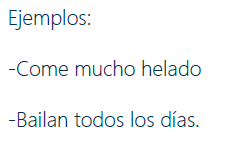 Ejemplos:
-Come mucho helado
-Bailan todos los días.